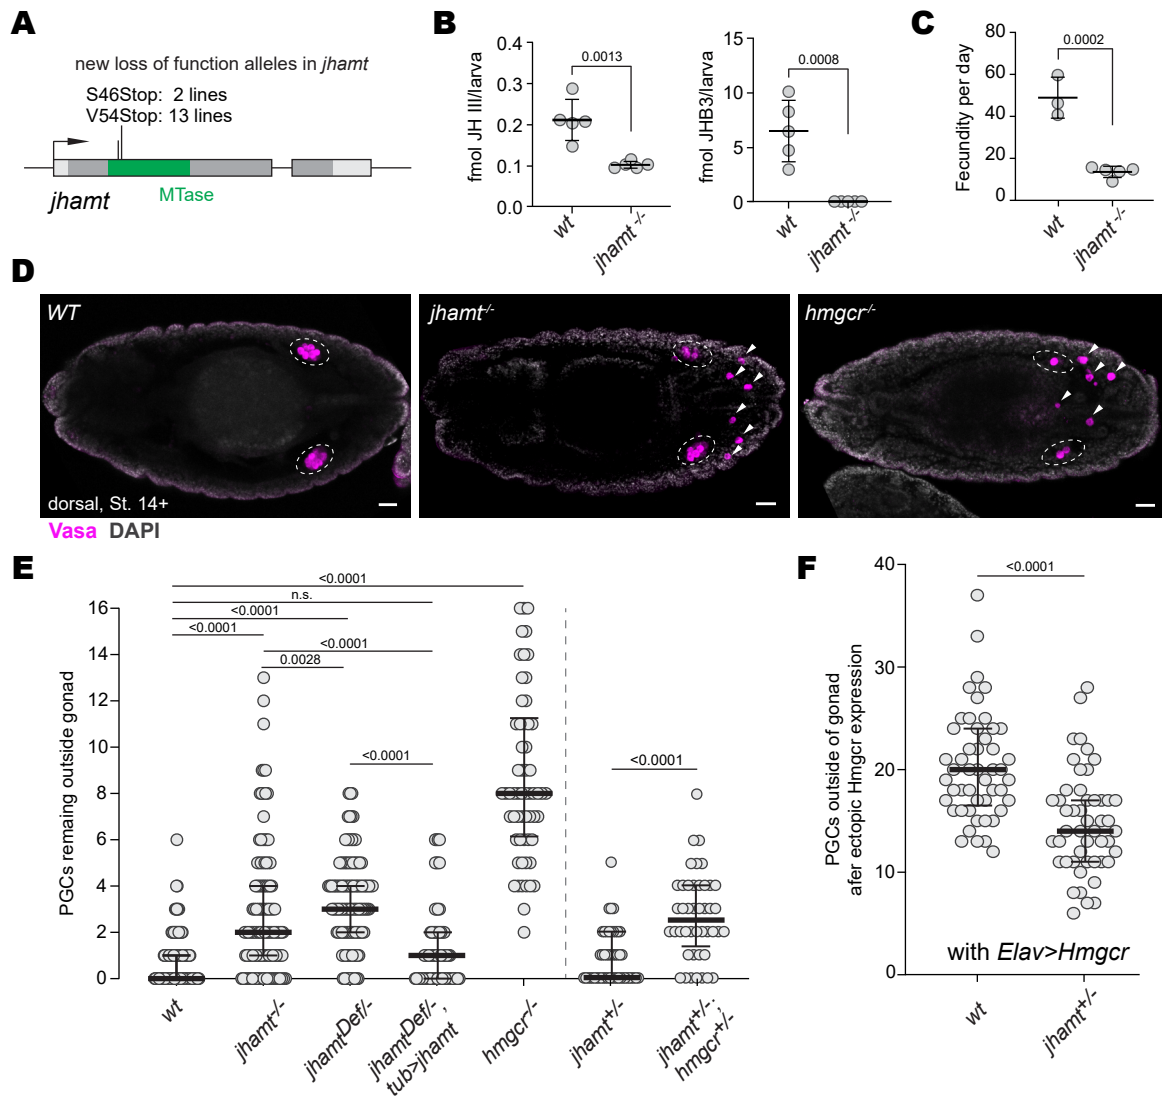 A
new loss of function alleles in jhamt
S46Stop: 2 lines
V54Stop: 13 lines
jhamt
MTase
B
fmol JH III/larva
0.4
0.3
0.2
0.1
0.0
0.0013
wt
jhamt -/-
fmol JHB3/larva
15
10
5
0
0.0008
wt
jhamt -/-
C
Fecundity per day
80
60
40
20
0
0.0002
wt
jhamt-/-
D
WT
jhamt-/-
hmgcr-/-
dorsal, St. 14+
Vasa DAPI
E
PGCs remaing outside gonad
16
14
12
10
8
6
4
2
0
<0.0001
n.s.
<0.0001
<0.0001
<0.0001
0.0028
<0.0001
<0.0001
wt
jhamt-/-
jhamtDef/-
jhamtDef/-,
tub>jhamt
hmgcr-/-
jhamt+/-
jhamt+/-.;
hmgcr+/-
F
PGCs outside of gonad
afer ectopic Hmgcr expression
40
30
20
10
0
<0.0001
with Elav>Hmgcr
wt
jhamt+/-